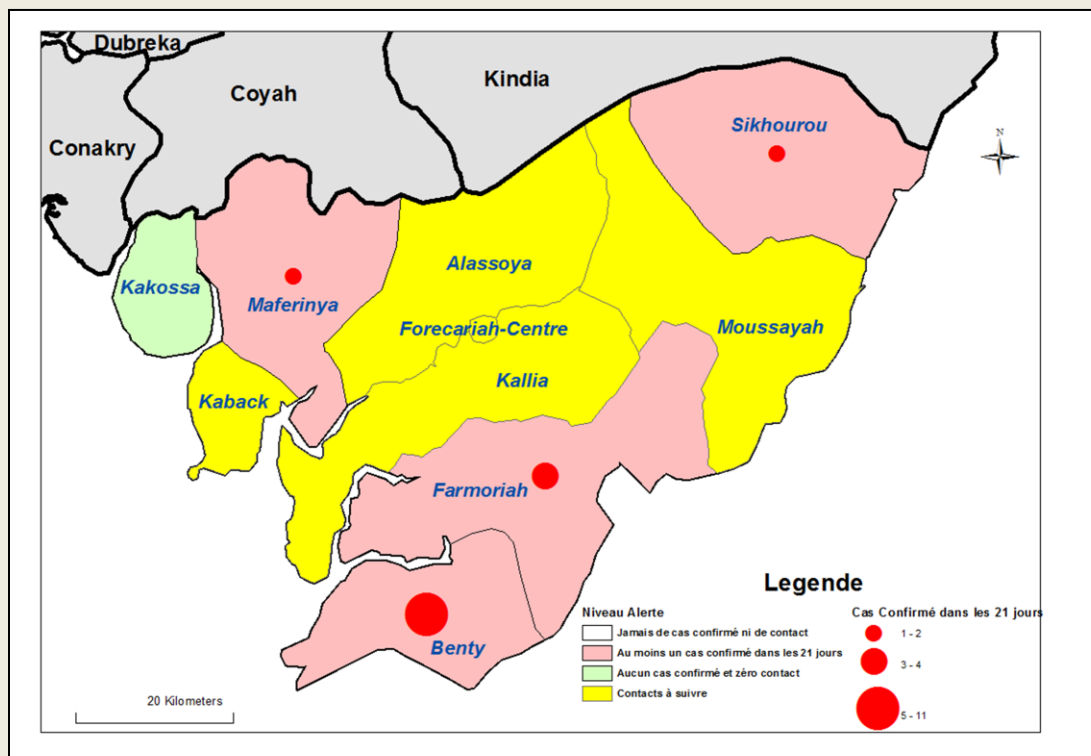 Dubreka
Coyah
Kindia
Conakry
Sikhourou
N
Kakossa
Maferinya
Alassoya
Forecariah-Centre
Moussayah
Kaback
Kallia
Farmoriah
Benty
Legende
Niveau Alerte
Jamais de cas confirmé ni de contact
Au moins un cas confirmé dans les 21 jours
Aucun cas confirmé et zéro contact
Contacts à suivre
Cas Confirmé dans les 21 jours
1 - 2
3 - 4
5 - 11
20 Kilometers